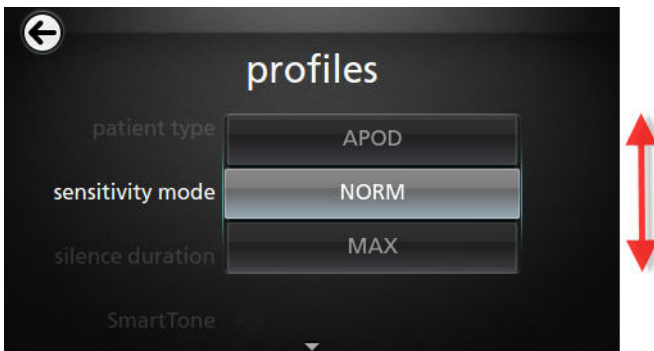 profiles
patient type
APOD
sensitivity mode
NORM
silence duration
MAX
SmartTone